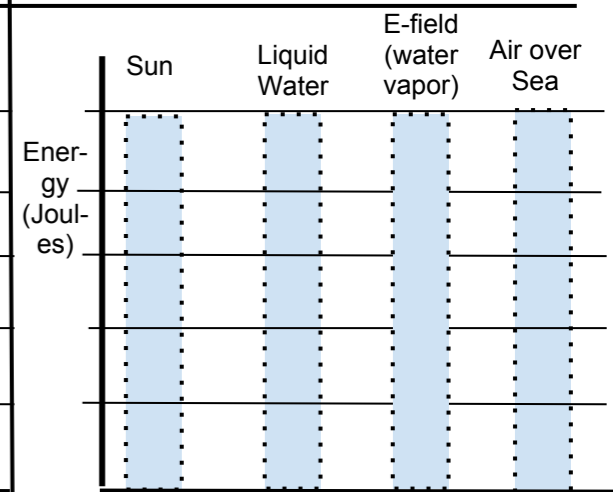 Sun
Liquid
Water
E-field
(water
vapor)
Air over
Sea
Ener-
gy
(Joul-
es)